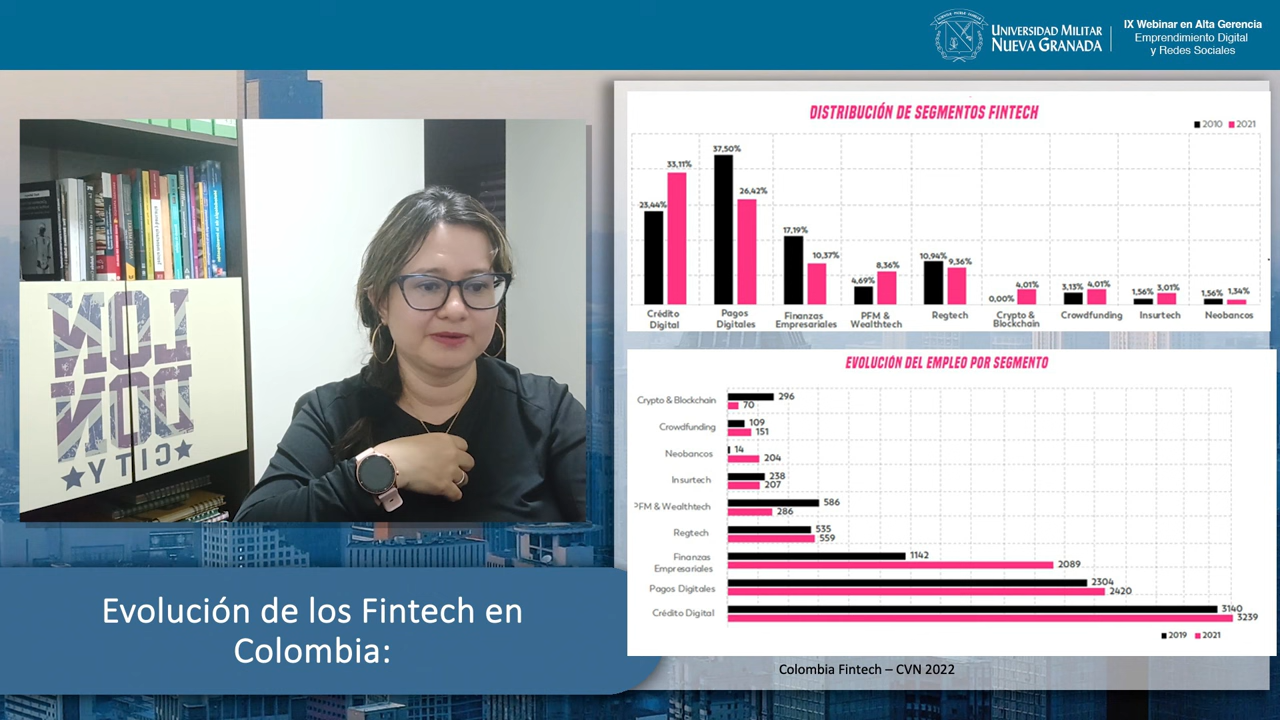 UNIVERSIDAD MILITAR
NUEVA GRANADA
IX Webinar en Alta Gerencia
Emprendimiento Digital
y Redes Sociales
LON
DON
CITY
Evolución de los Fintech en
Colombia:
DISTRIBUCIÓN DE SEGMENTOS FINTECH
2010 2021
23,44% 33,11% 37,50% 26,42% 17,19% 10,37% 4,69% 8,36% 10,94% 9,36% 0,00% 4,01% 3,13% 4,01% 1,56% 3,01% 1,56% 1,34%
Crédito
Digital
Pagos
Digitales
Finanzas
Empresariales
PFM &
Wealthtech
Regtech
Crypto &
Blockchain
Crowdfunding
Insurtech
Neobancos
EVOLUCIÓN DEL EMPLEO POR SEGMENTO
Crypto & Blockchain 296
70
Crowdfunding 109
151
Neobancos 14
204
Insurtech 238
207
PFM & Wealthtech 586
286
Regtech 535
559
Finanzas
Empresariales 1142
2089
Pagos Digitales 2304
2420
Crédito Digital 3140
3239
2019 2021
Colombia Fintech – CVN 2022